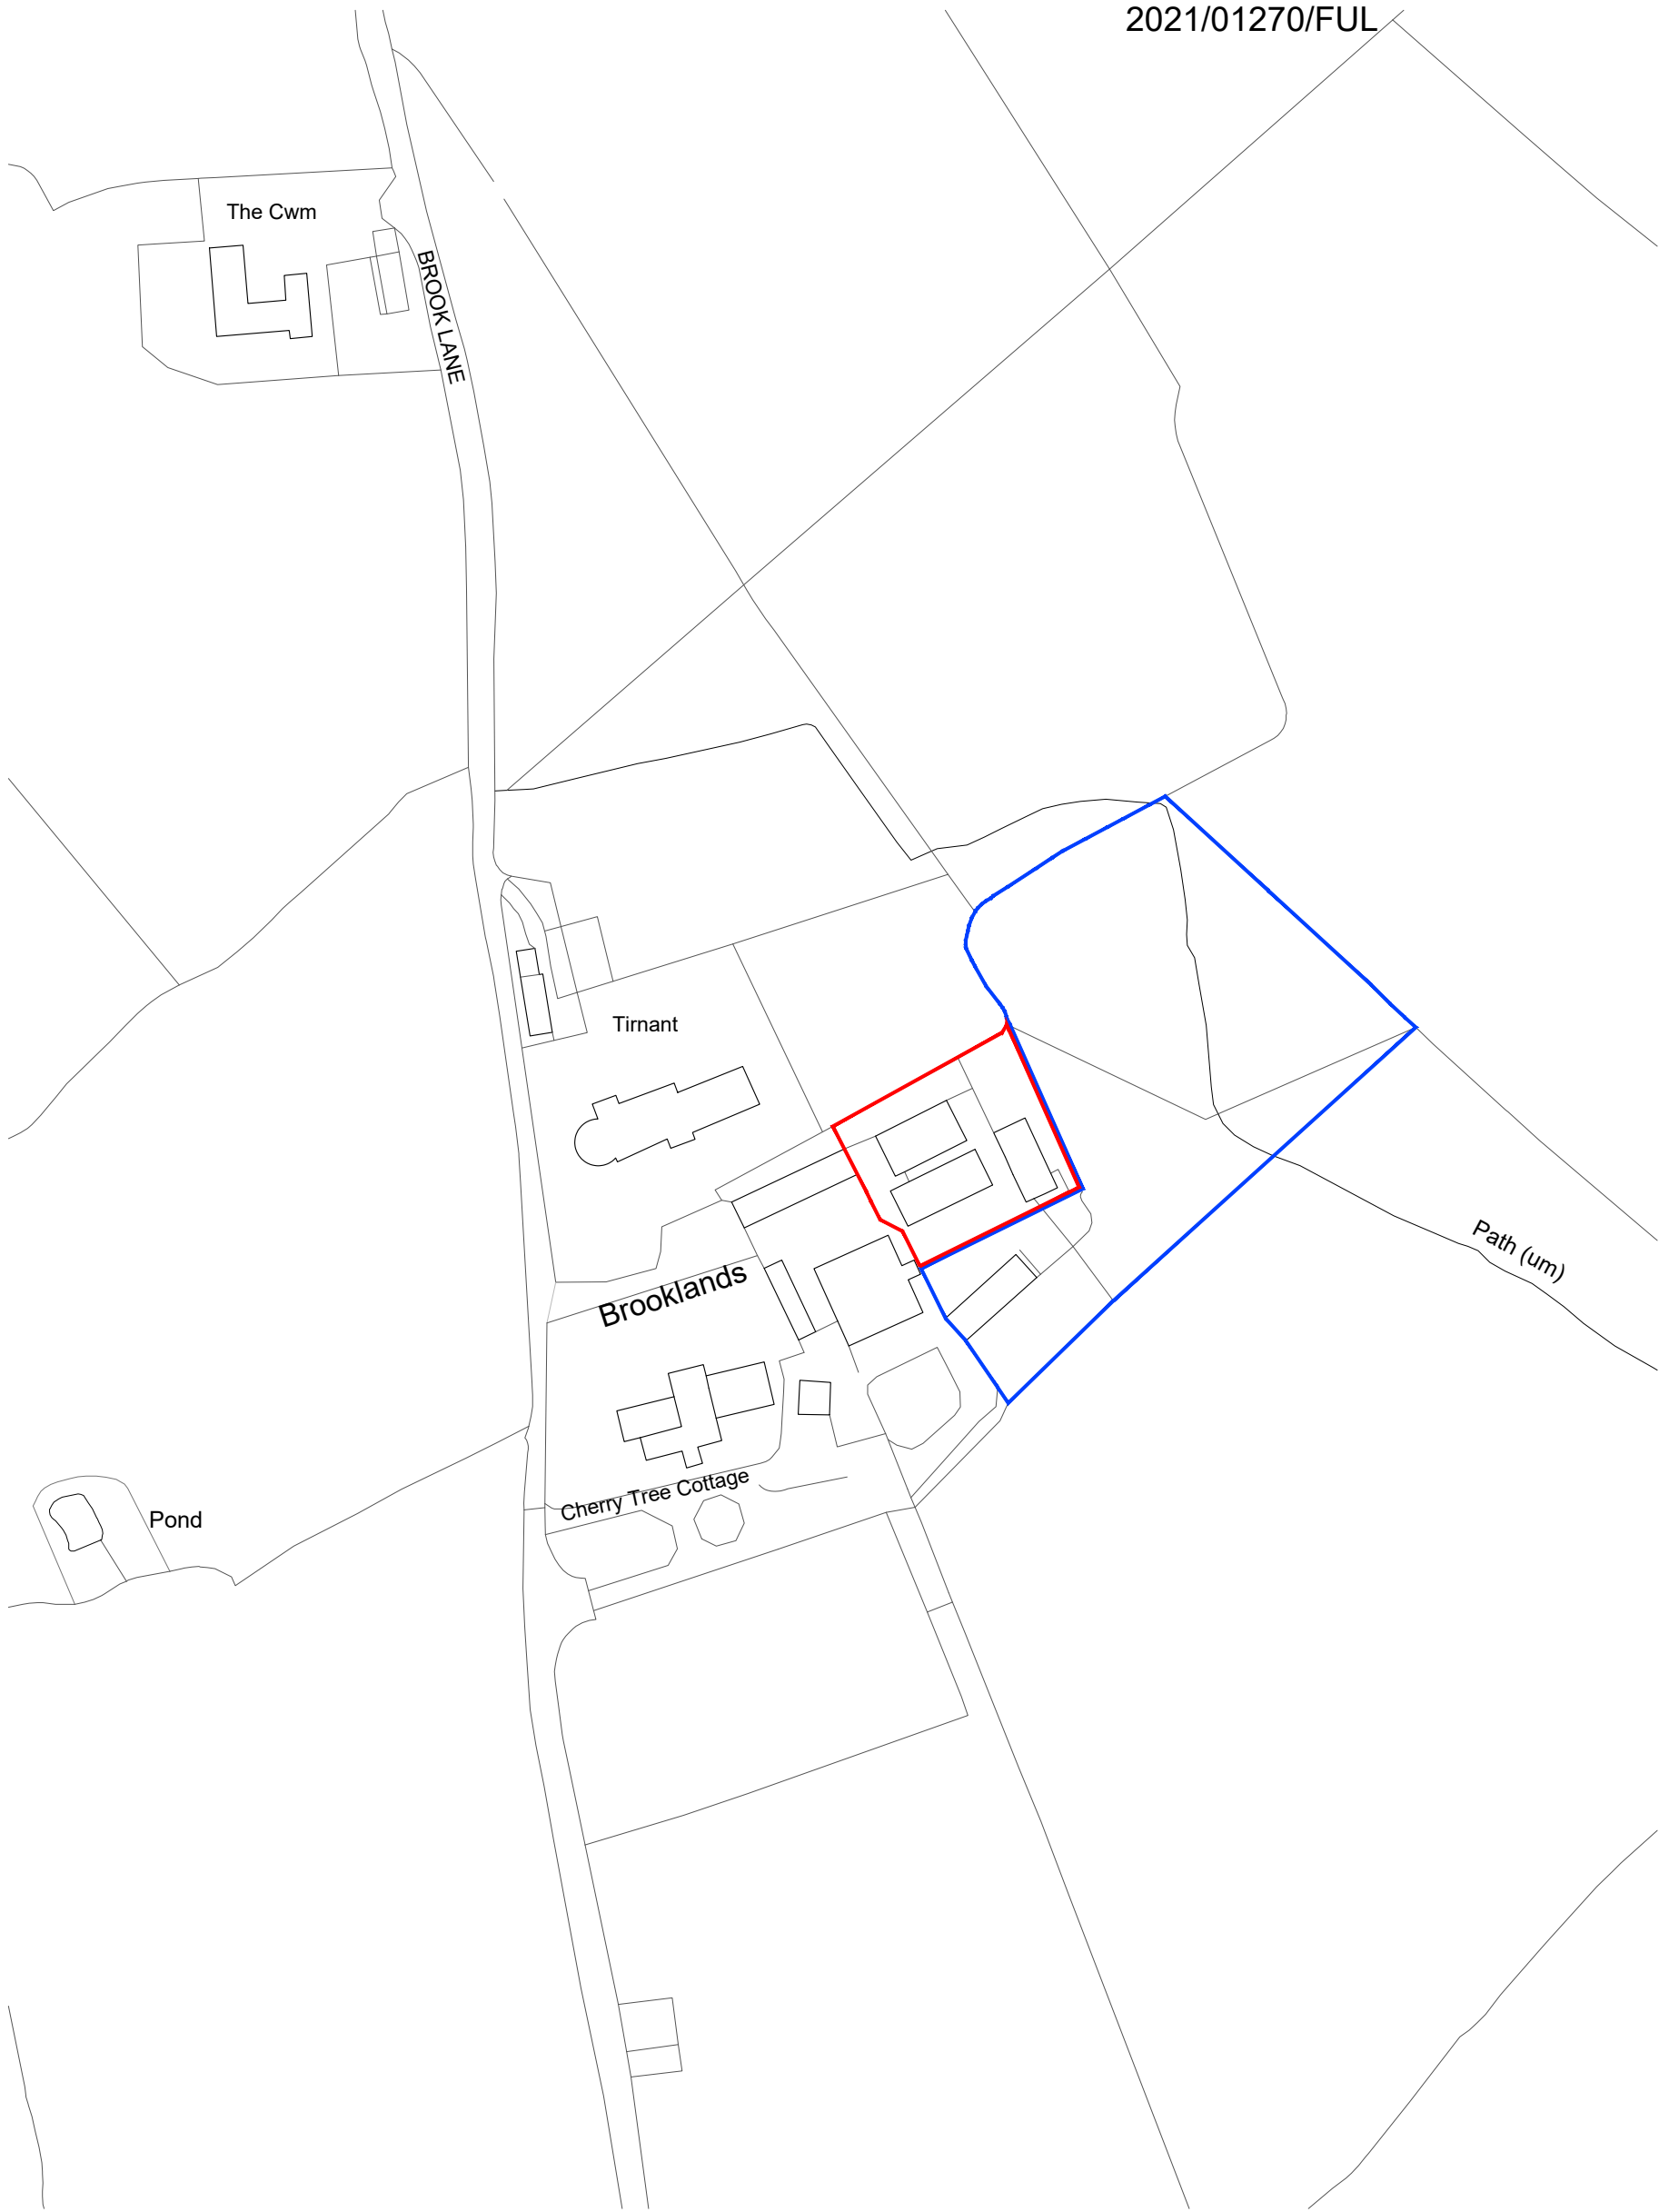 2021/01270/FUL
The Cwm
BROOK LANE
Tirnant
Path (um)
Brooklands
Cherry Tree Cottage
Pond